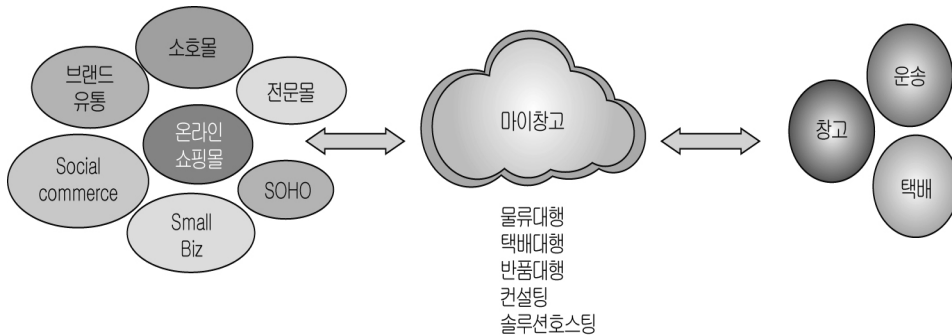 소호몰
브랜드
유통
전문몰
온라인
쇼핑몰
Social
commerce
SOHO
Small
Biz
마이창고
물류대행
택배대행
반품대행
컨설팅
솔루션호스팅
운송
창고
택배